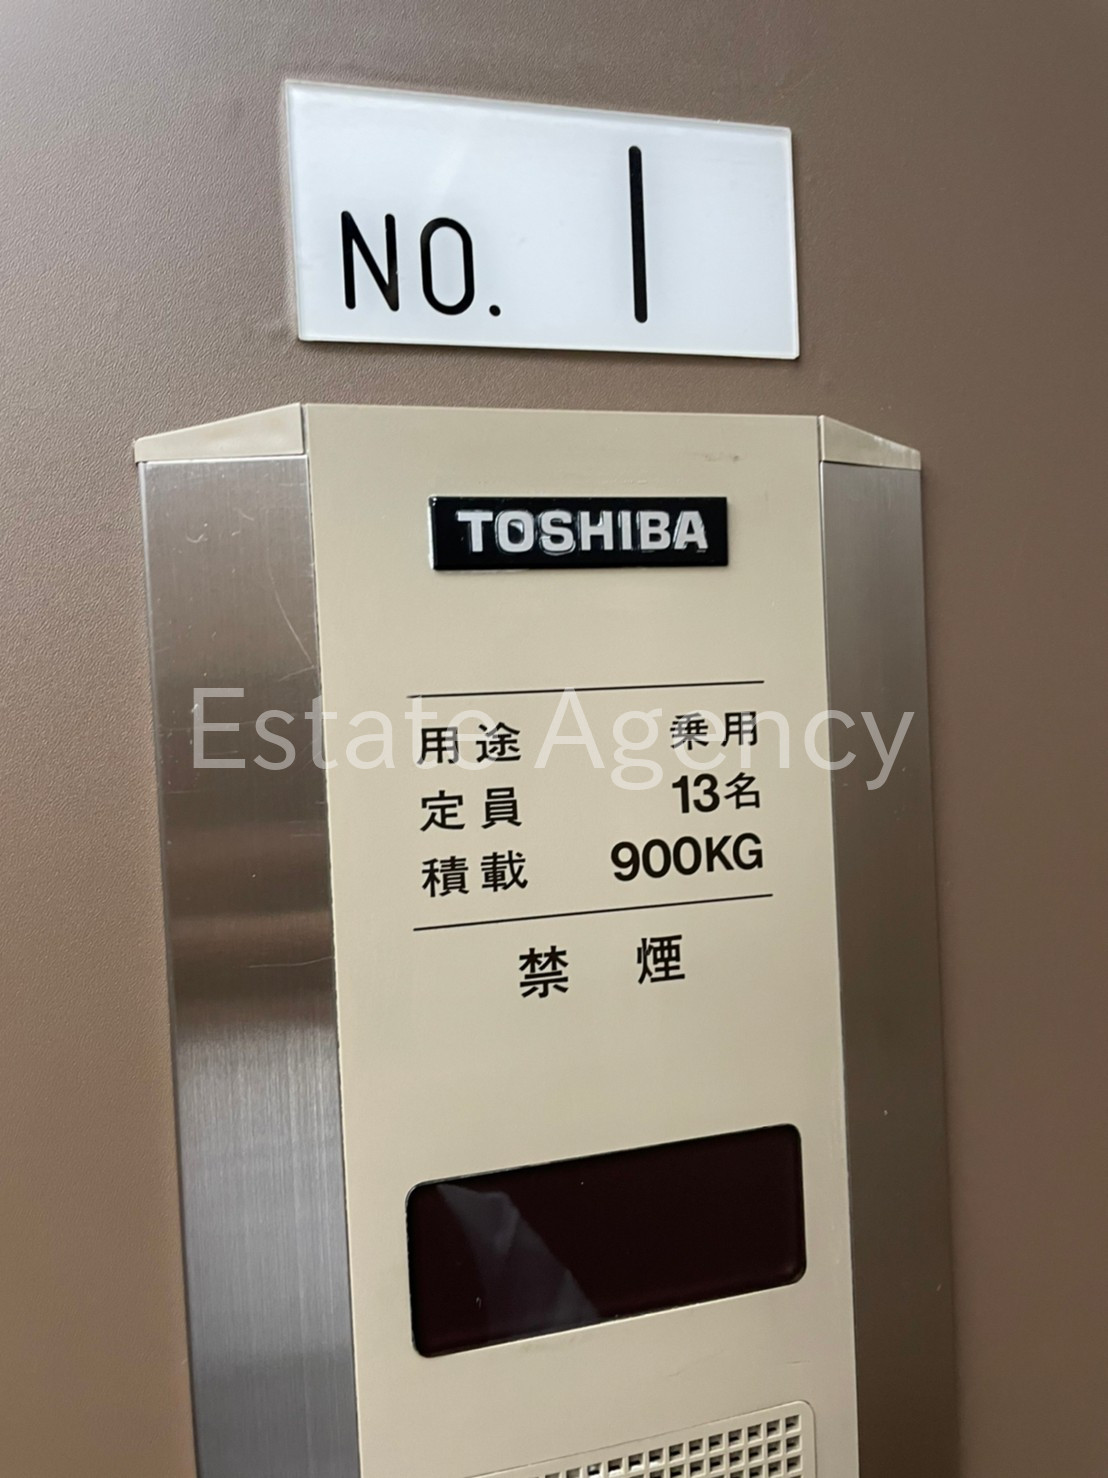 NO. 1
TOSHIBA
用途 乗用
定員 13名
積載 900KG
禁煙
Estate Agency